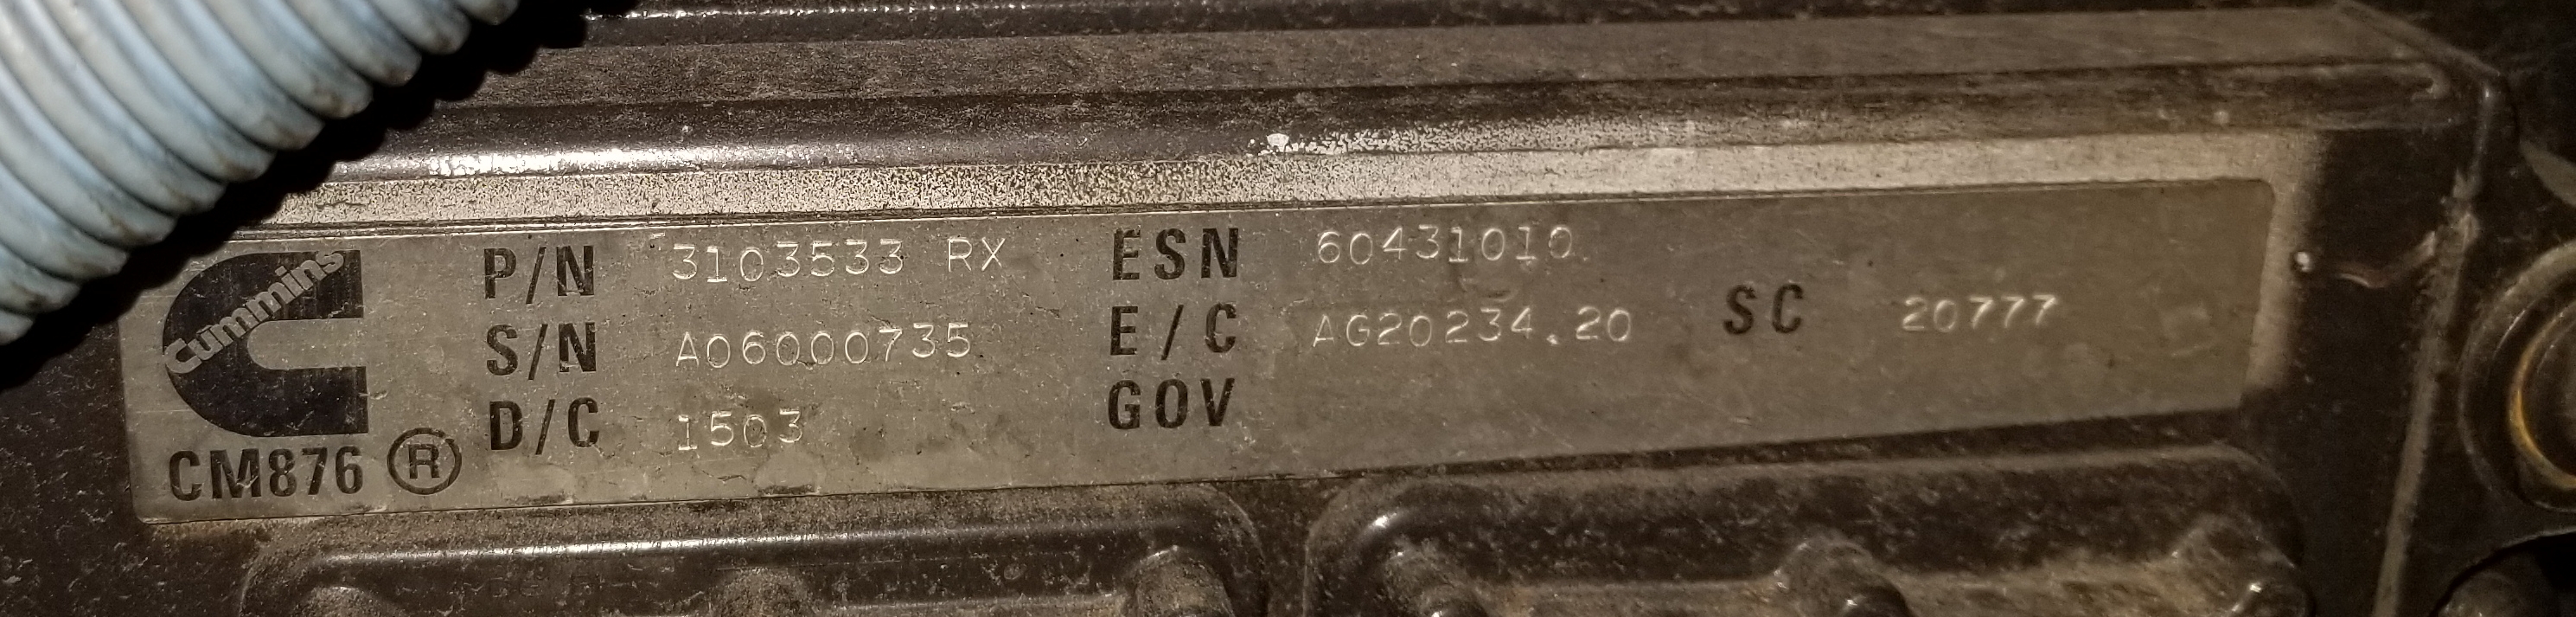 Cummins
CM876 ®
P/N 3103533 RX
S/N A06000735
D/C 1503
ESN 60431010
E/C AG20234.20 SC 20777
GOV